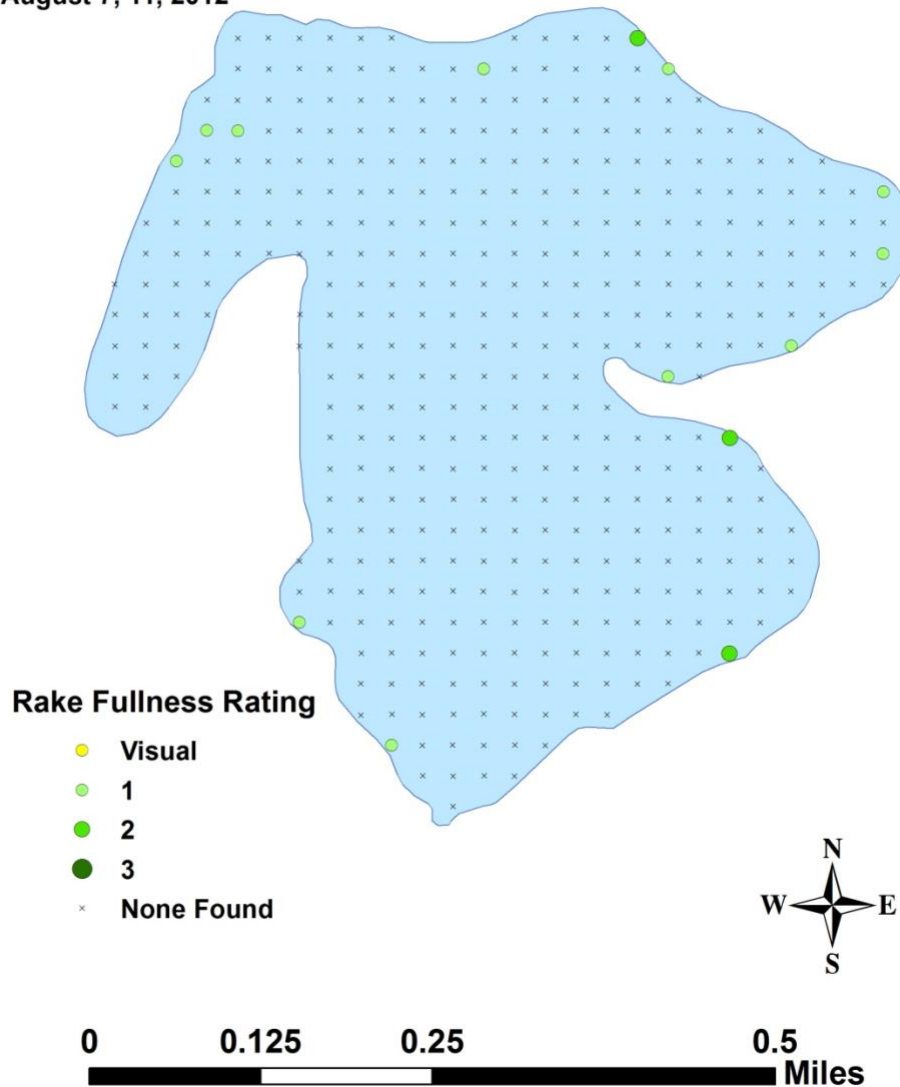 August 7, 11, 2012
Rake Fullness Rating
Visual
1
2
3
None Found
N
W E
S
0 0.125 0.25 0.5
Miles